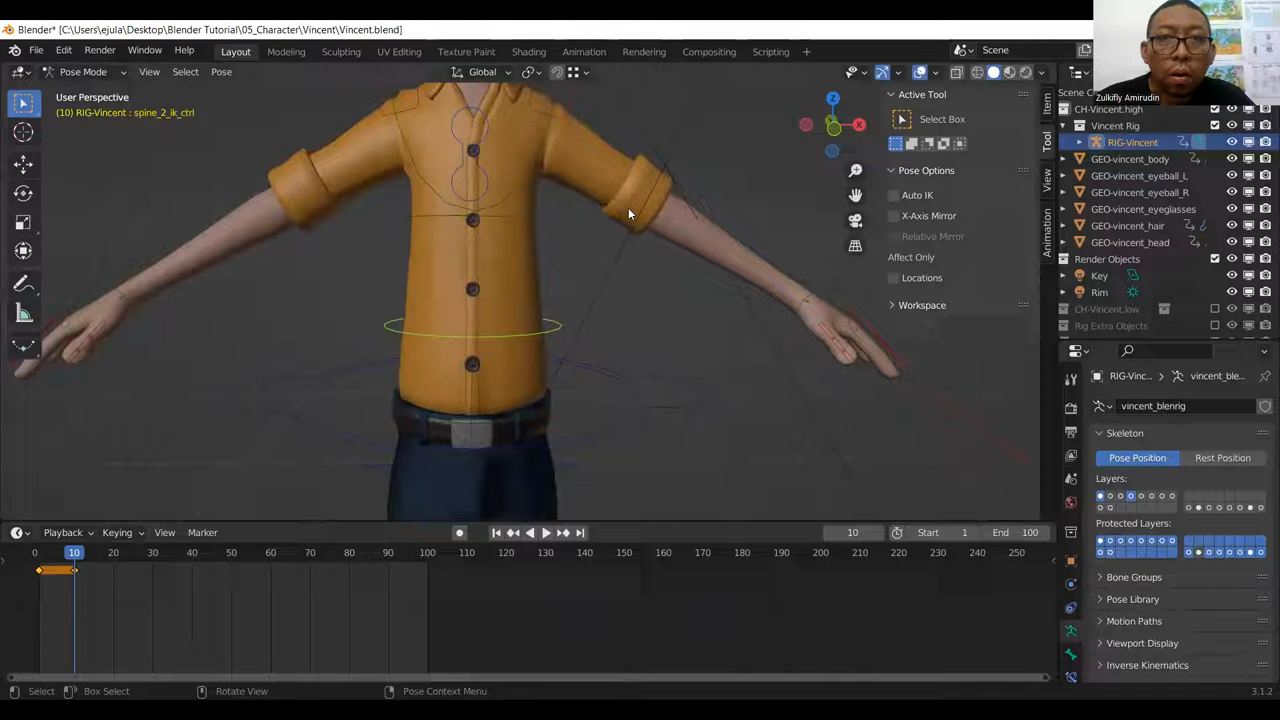 Blender* [C:\Users\ejula\Desktop\Blender Tutorial\05_Character\Vincent\Vincent.blend]
File Edit Render Window Help Layout Modeling Sculpting UV Editing Texture Paint Shading Animation Rendering Compositing Scripting + Scene
Pose Mode View Select Pose Global
Zulkifly Amirudin
User Perspective
(10) RIG-Vincent : spine_2_ik_ctrl
Z
X
Active Tool
Select Box
Pose Options
Auto IK
X-Axis Mirror
Relative Mirror
Affect Only
Locations
Workspace
Item
Tool
View
Animation
Scene C
CH-Vincent.high
Vincent Rig
RIG-Vincent
GEO-vincent_body
GEO-vincent_eyeball_L
GEO-vincent_eyeball_R
GEO-vincent_eyeglasses
GEO-vincent_hair
GEO-vincent_head
Render Objects
Key
Rim
CH-Vincent.low
Rig Extra Objects
RIG-Vinc... vincent_ble...
vincent_blenrig
Skeleton
Pose Position Rest Position
Layers:
Protected Layers:
Bone Groups
Pose Library
Motion Paths
Viewport Display
Inverse Kinematics
Playback Keying View Marker 10 Start 1 End 100
0 10 20 30 40 50 60 70 80 90 100 110 120 130 140 150 160 170 180 190 200 210 220 230 240 250
Select Box Select Rotate View Pose Context Menu 3.1.2